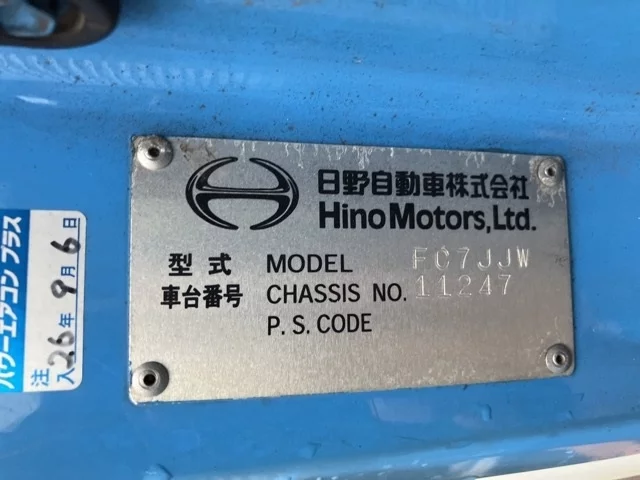 日野自動車株式会社
Hino Motors, Ltd.
型式 MODEL FC7JJW
車台番号 CHASSIS NO. 11247
P.S. CODE
パワーエアコン プラス
注入 26年9月6日